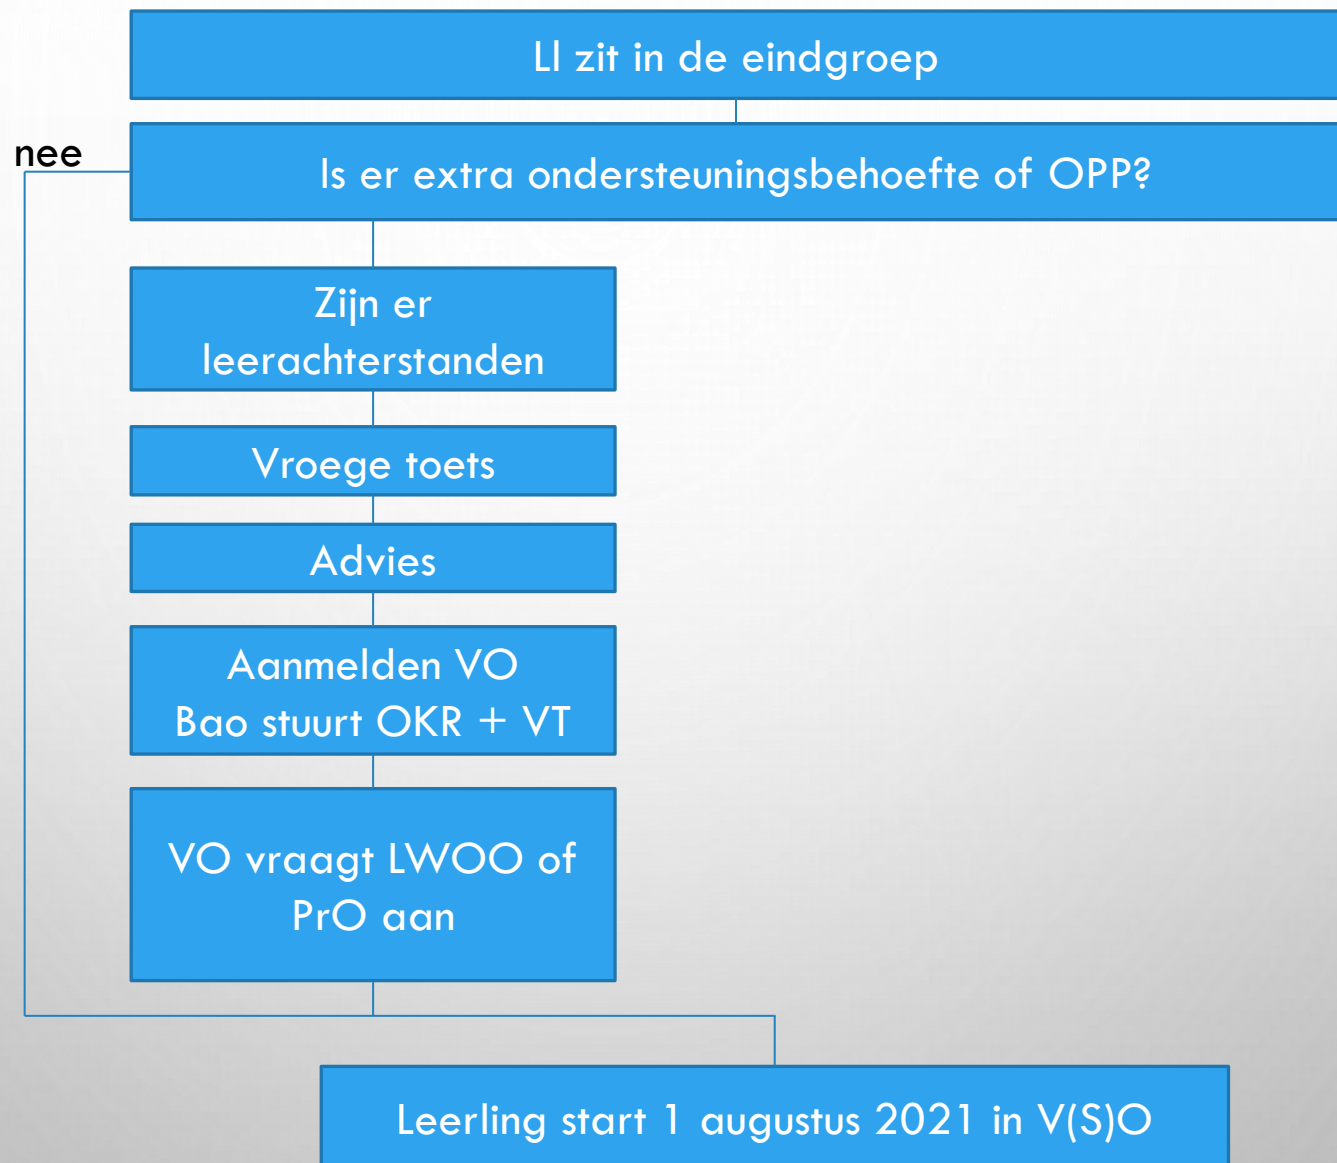 Ll zit in de eindgroep
nee
Is er extra ondersteuningsbehoefte of OPP?
Zijn er
leerachterstanden
Vroege toets
Advies
Aanmelden VO
Bao stuurt OKR + VT
VO vraagt LWOO of
PrO aan
Leerling start 1 augustus 2021 in V(S)O